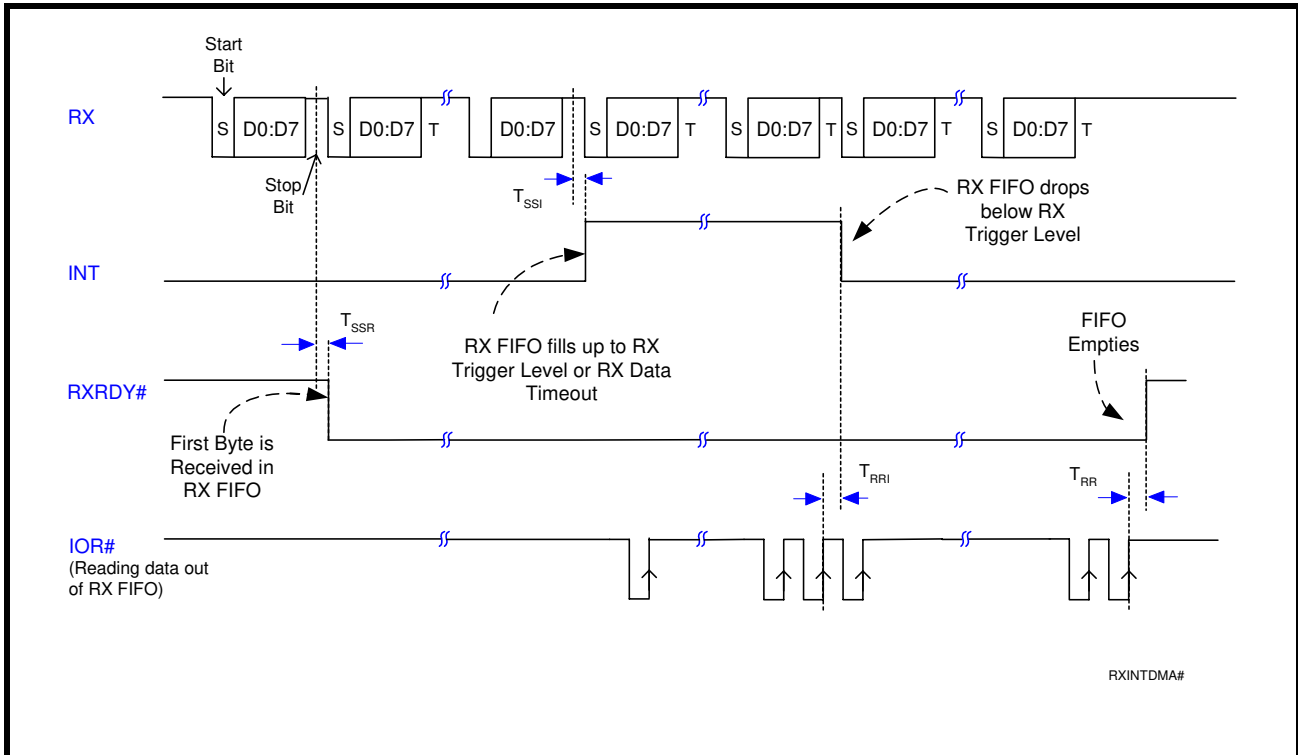 Start
Bit
RX
S D0:D7 S D0:D7 T D0:D7 S D0:D7 T S D0:D7 T S D0:D7 T S D0:D7 T
Stop
Bit
TSSI
RX FIFO drops
below RX
Trigger Level
INT
TSSR
RX FIFO fills up to RX
Trigger Level or RX Data
Timeout
FIFO
Empties
RXRDY#
First Byte is
Received in
RX FIFO
TRRI
TRR
IOR#
(Reading data out
of RX FIFO)
RXINTDMA#